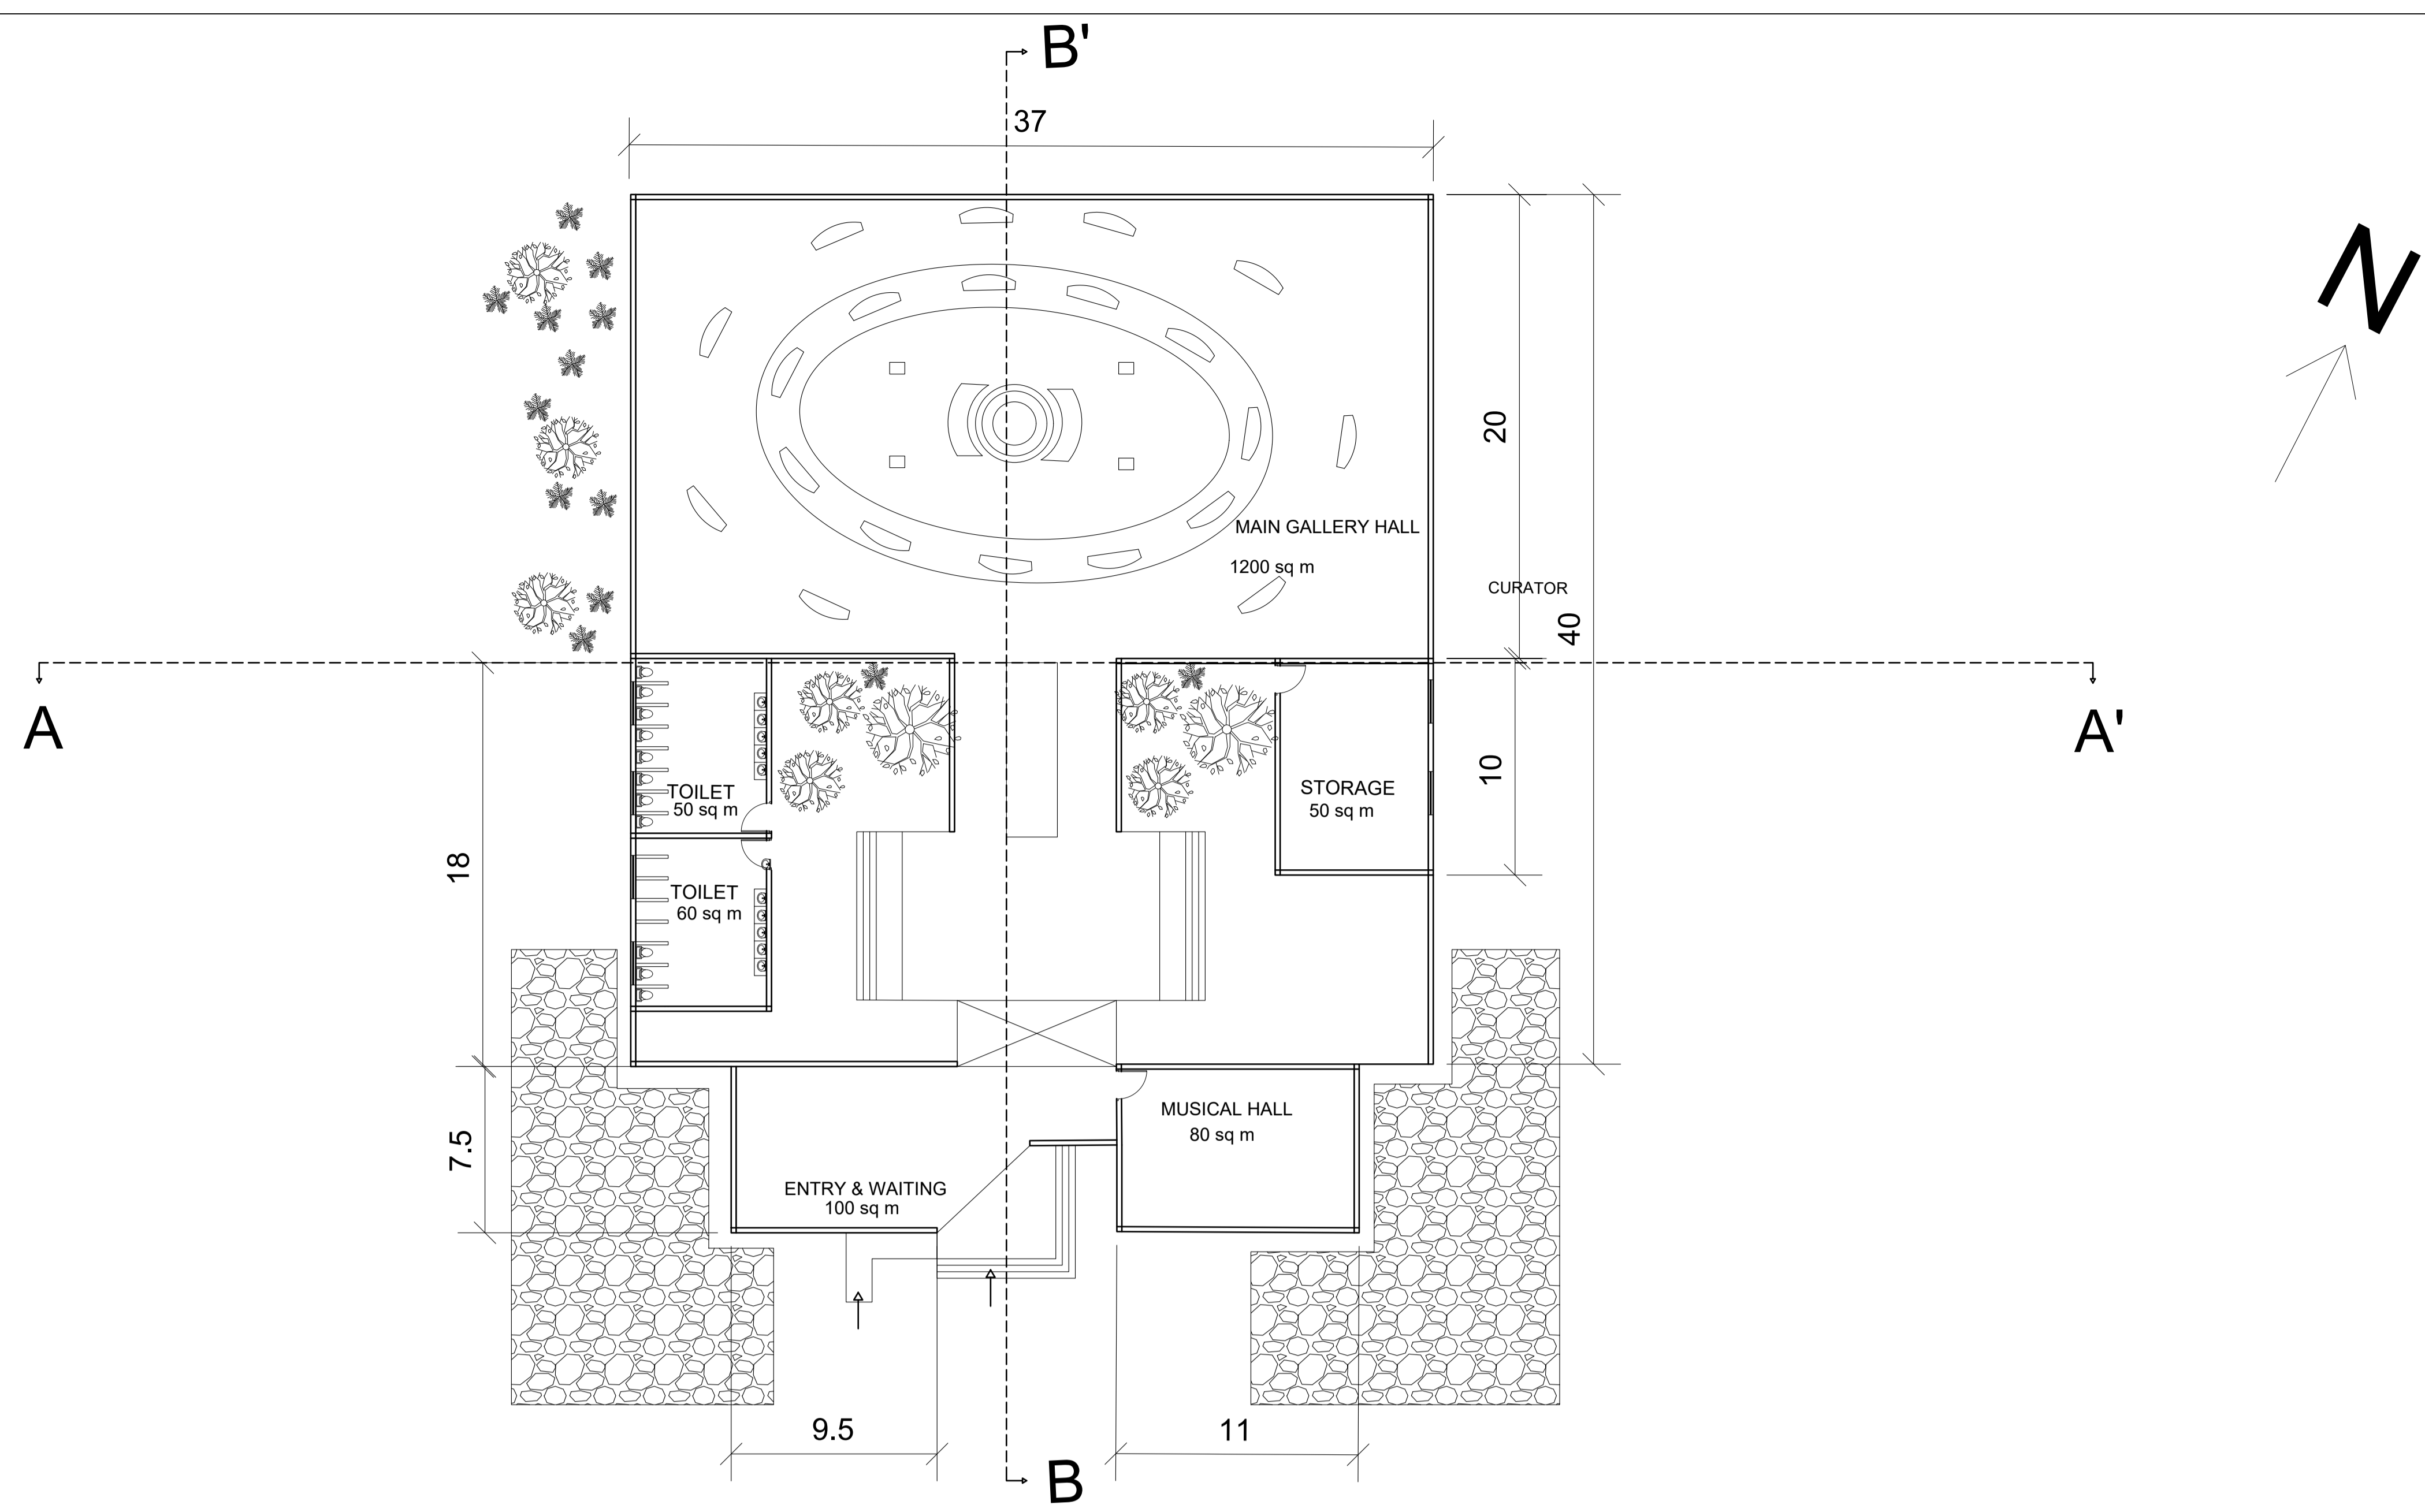 B'
37
N
20
MAIN GALLERY HALL
1200 sq m
CURATOR
40
A
A'
10
TOILET
50 sq m
STORAGE
50 sq m
18
TOILET
60 sq m
7.5
MUSICAL HALL
80 sq m
ENTRY & WAITING
100 sq m
9.5
11
B